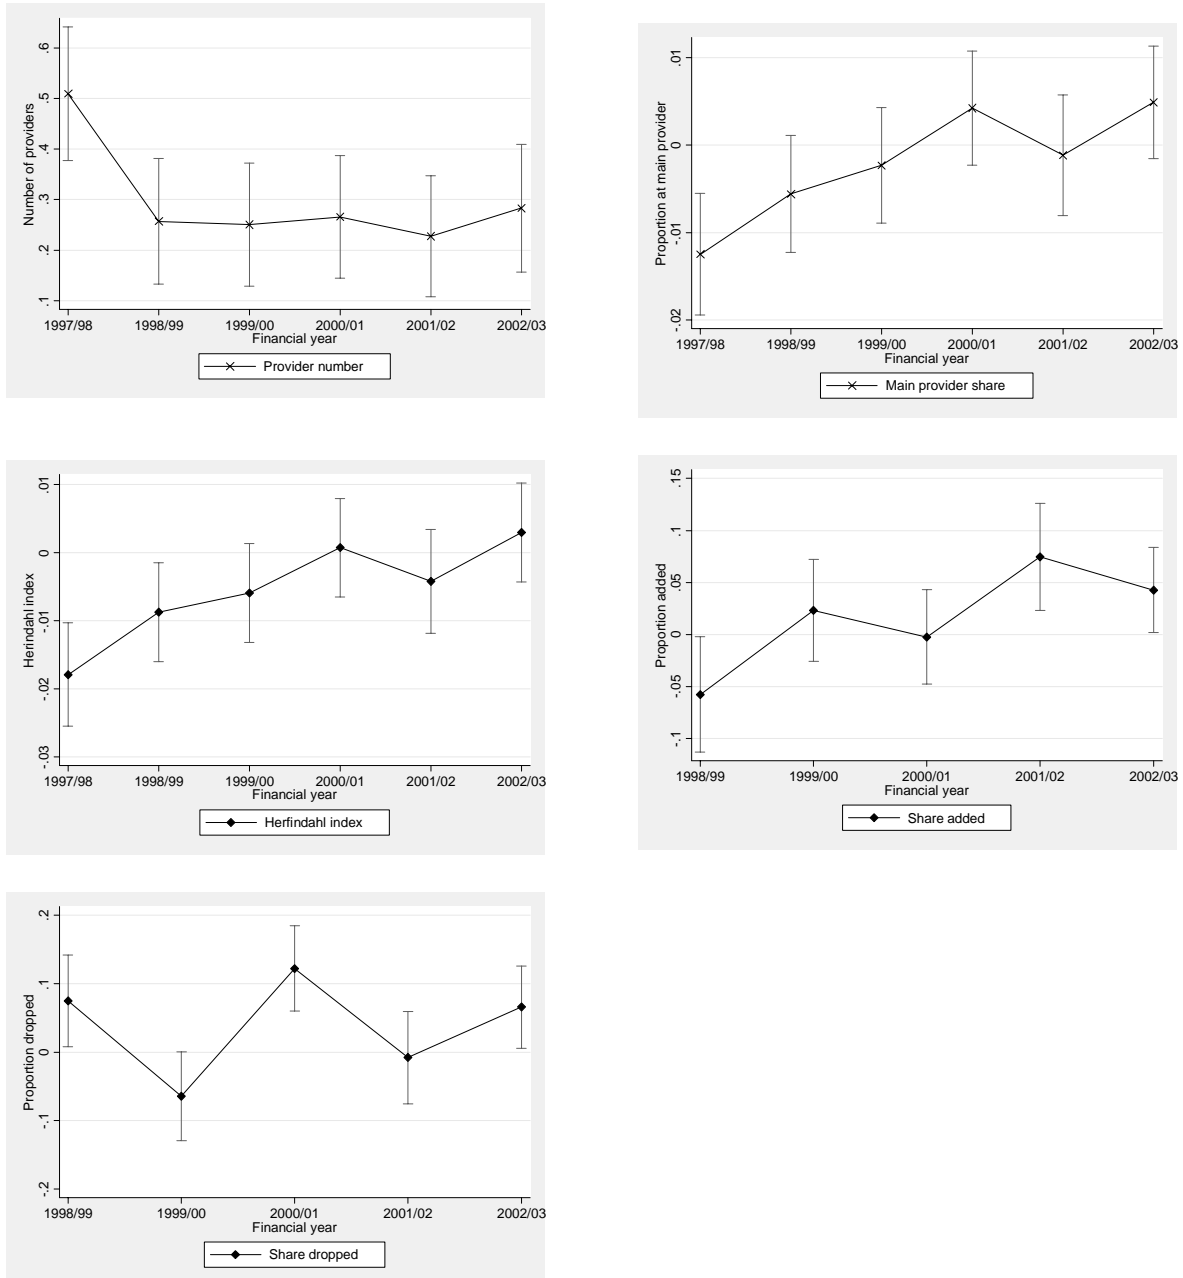 Number of providers
.6
.5
.4
.3
.2
.1
1997/98 1998/99 1999/00 2000/01 2001/02 2002/03
Financial year
Provider number
Proportion at main provider
.01
0
-.01
-.02
1997/98 1998/99 1999/00 2000/01 2001/02 2002/03
Financial year
Main provider share
Herindahl index
.01
0
-.01
-.02
-.03
1997/98 1998/99 1999/00 2000/01 2001/02 2002/03
Financial year
Herfindahl index
Proportion added
.15
.1
.05
0
-.05
-.1
1998/99 1999/00 2000/01 2001/02 2002/03
Financial year
Share added
Proportion dropped
.2
.1
0
-.1
-.2
1998/99 1999/00 2000/01 2001/02 2002/03
Financial year
Share dropped